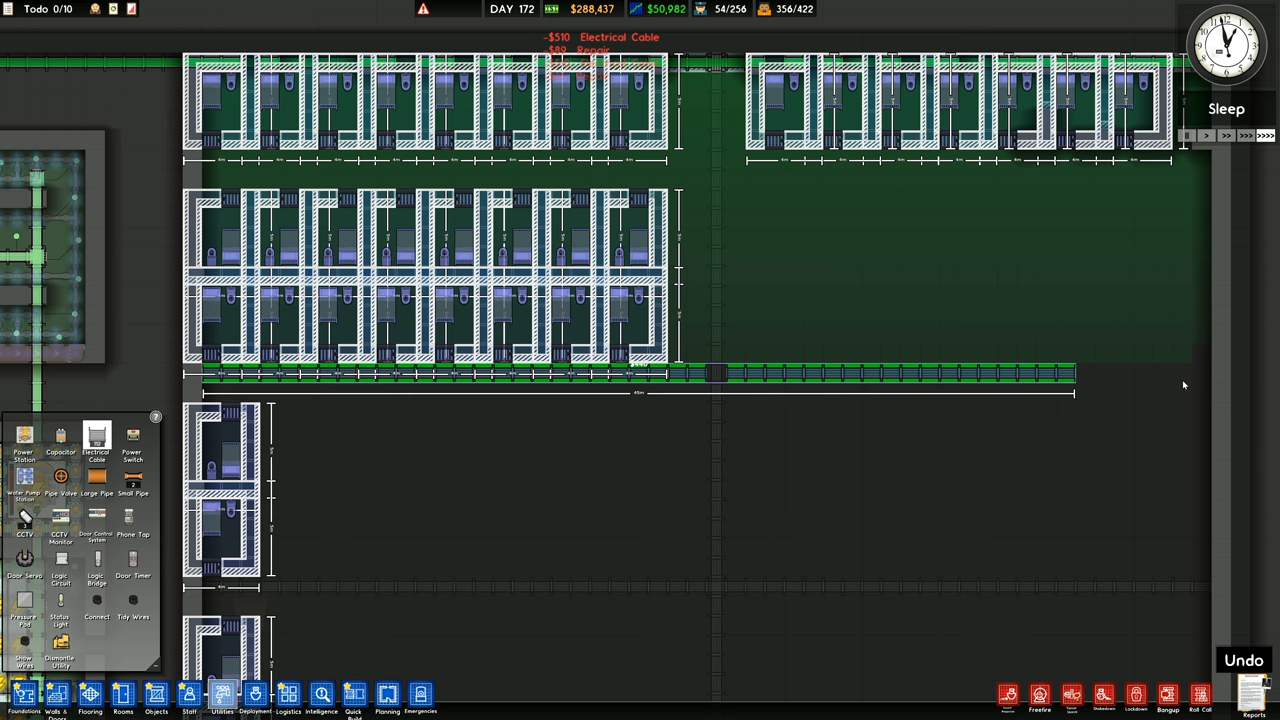 Todo 0/10
DAY 172
$288,437
$50,982
54/256
356/422
-$510 Electrical Cable
-$89 Repair
Sleep
45m
?
Power Station
Capacitor
Electrical Cable
Power Switch
Water Pump Station
Pipe Valve
Large Pipe
Small Pipe
CCTV
CCTV Monitor
Door Control System
Phone Tap
Door Servo
Logic Circuit
Logic Bridge
Door Timer
Pressure Pad
Status Light
Connect
Tidy Wires
Show Wires
Dismantle Utility
Undo
Walls & Doors
Flooring
Rooms
Objects
Staff
Utilities
Deployment
Logistics
Intelligence
Quick Build
Planning
Emergencies
Freefire
Tunnel Search
Shakedown
Lockdown
Bangup
Roll Call
Reports